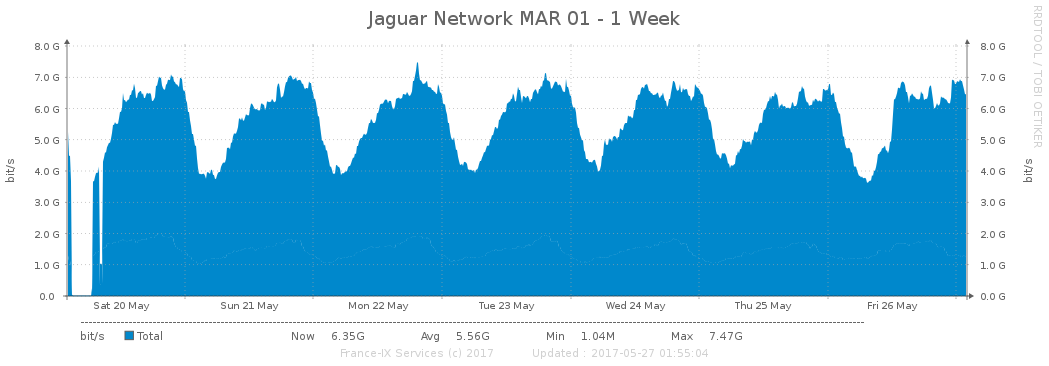 Jaguar Network MAR 01 - 1 Week
RRDTOOL / TOBI OETIKER
8.0 G 8.0 G
7.0 G 7.0 G
6.0 G 6.0 G
5.0 G 5.0 G
4.0 G 4.0 G
3.0 G 3.0 G
2.0 G 2.0 G
1.0 G 1.0 G
0.0 0.0 G
bit/s bit/s
Sat 20 May Sun 21 May Mon 22 May Tue 23 May Wed 24 May Thu 25 May Fri 26 May
bit/s Total Now 6.35G Avg 5.56G Min 1.04M Max 7.47G
France-IX Services (c) 2017 Updated : 2017-05-27 01:55:04